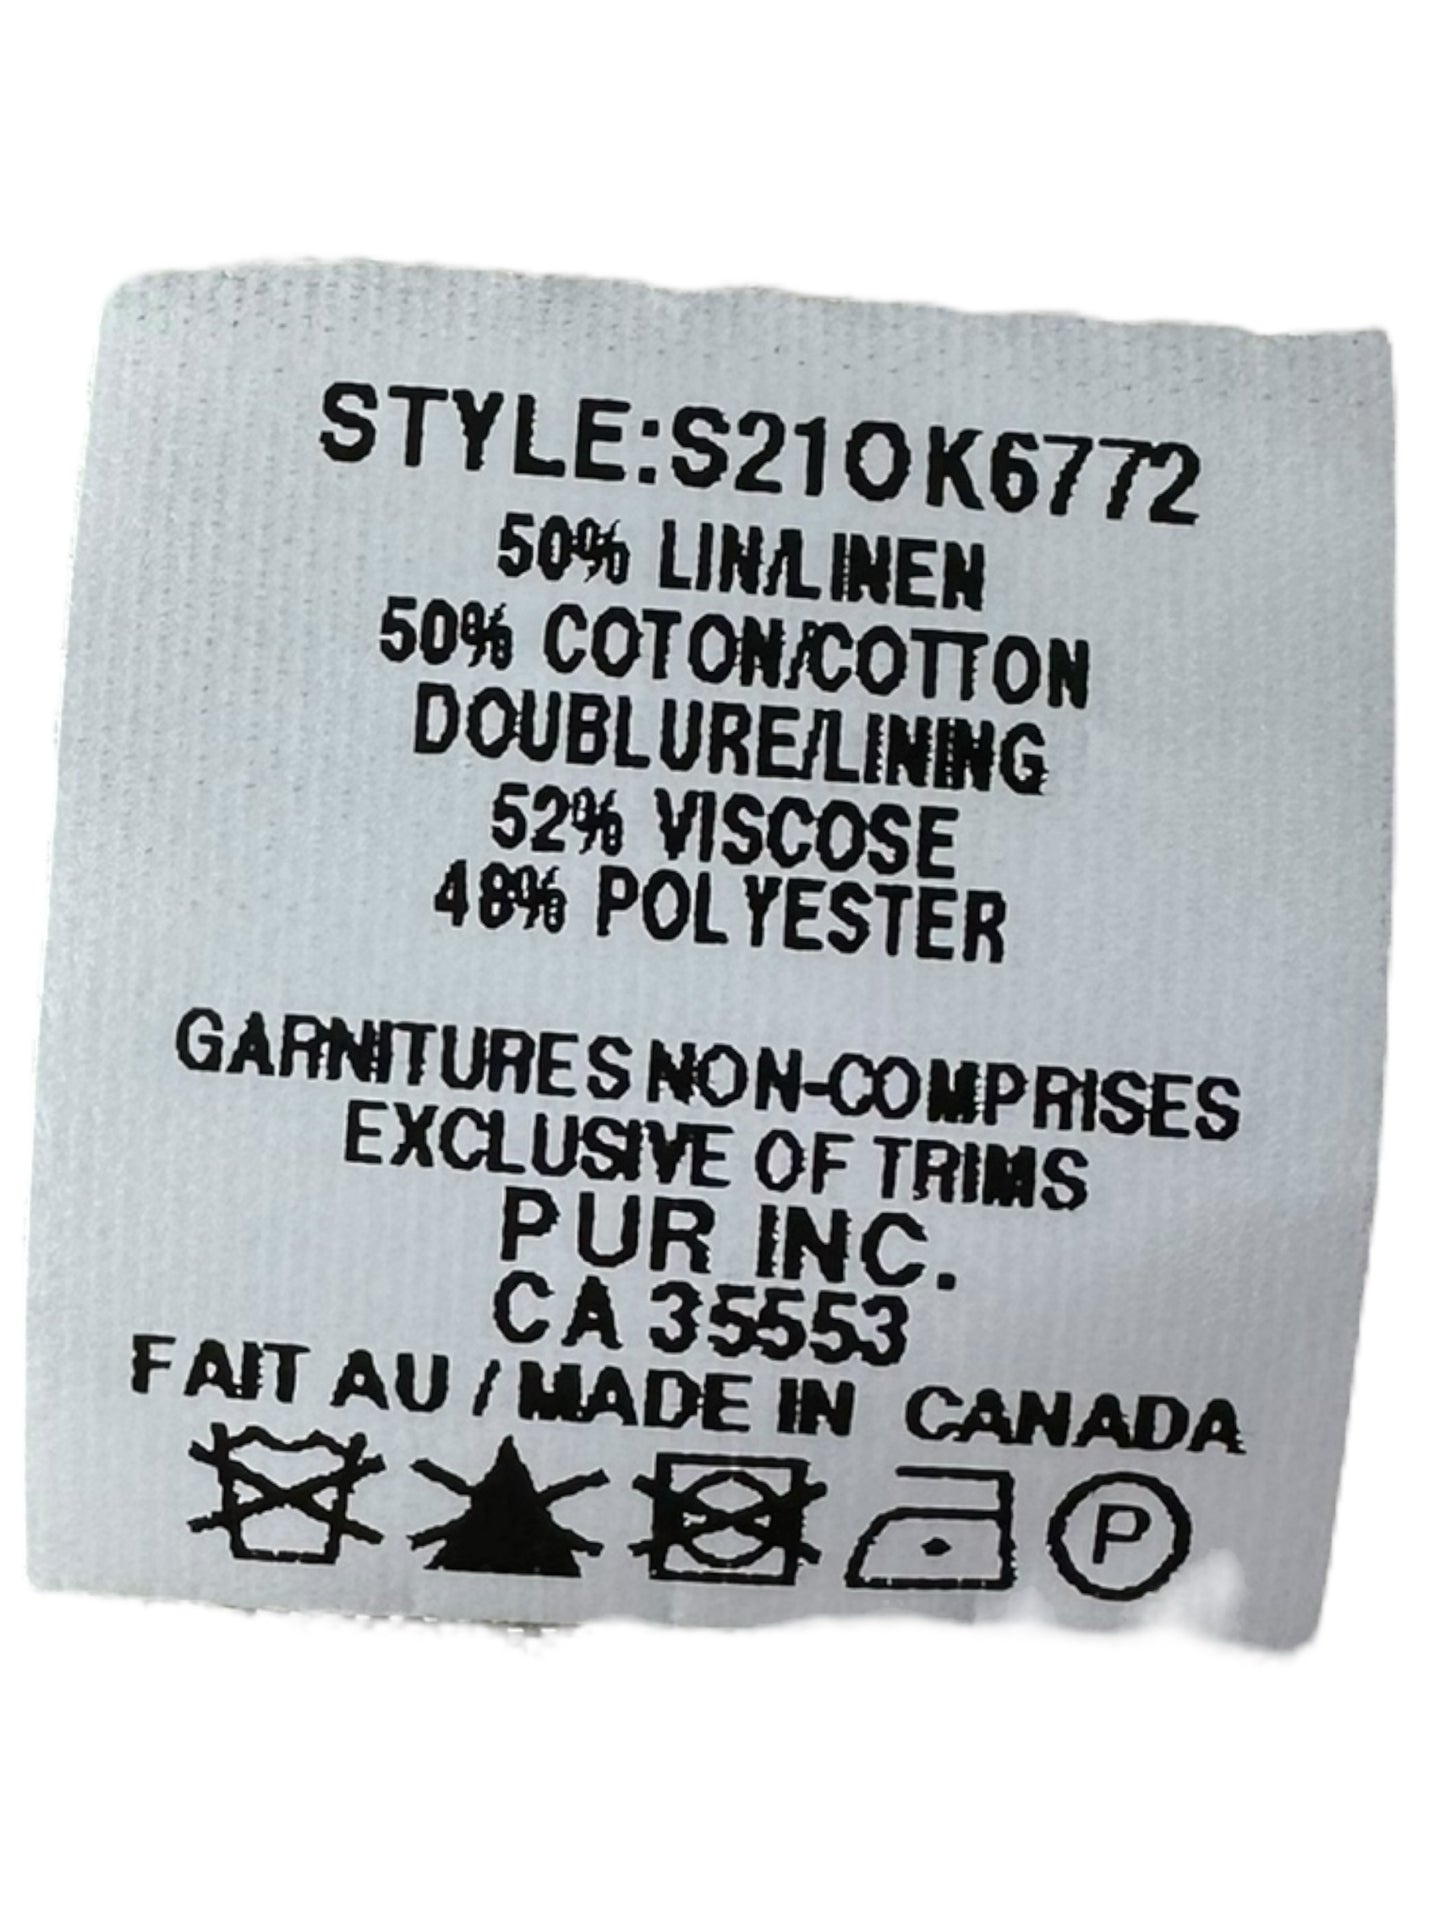 STYLE:S21OK6772
50% LIN/LINEN
50% COTON/COTTON
DOUBLURE/LINING
52% VISCOSE
48% POLYESTER
GARNITURES NON-COMPRISES
EXCLUSIVE OF TRIMS
PUR INC.
CA 35553
FAIT AU / MADE IN CANADA
P